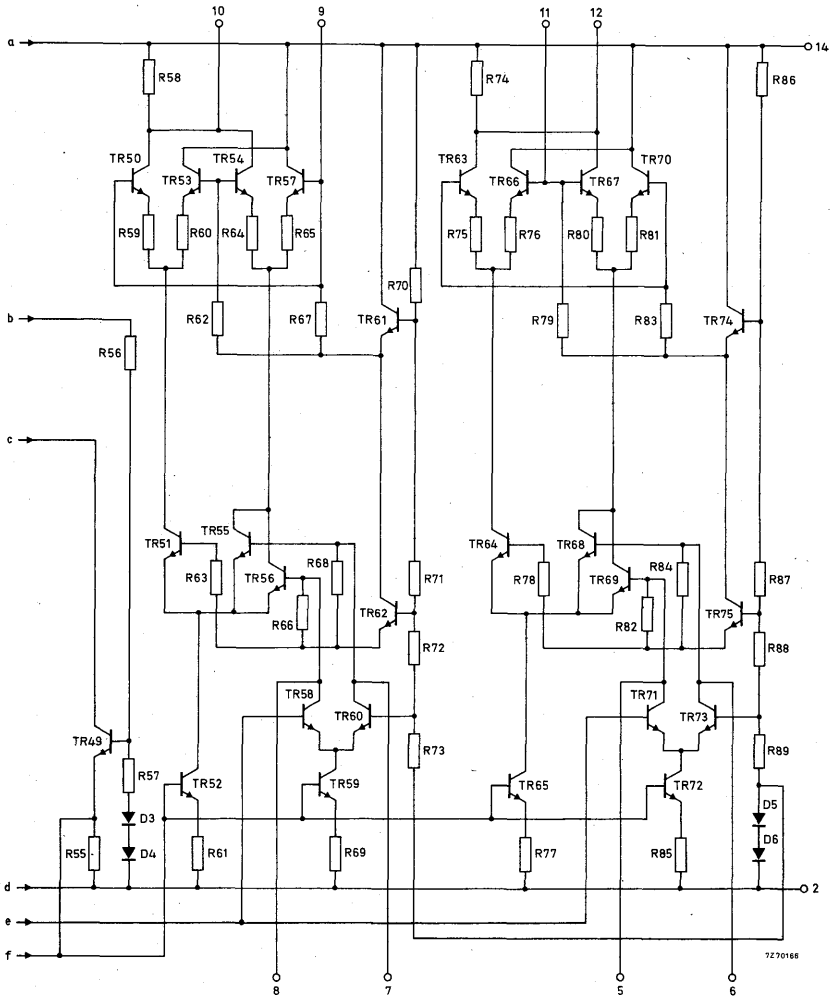 10 9 11 12
a 14
R58 R74 R86
TR50 TR54 TR63 TR70
TR53 TR57 TR66 TR67
R59 R60 R64 R65 R75 R76 R80 R81
R70
b R62 R67 TR61 R79 R83 TR74
R56
c
TR51 TR55 TR64 TR68
R63 TR56 R68 R71 R78 TR69 R84 R87
R66 TR62 R82 TR75
R72 R88
TR58 TR60 TR71 TR73
TR49 R73 R89
R57 TR52 TR59 TR65 TR72
D3 D5
R55 D4 R61 R69 R77 R85 D6
d 2
e
f
7Z70166
8 7 5 6